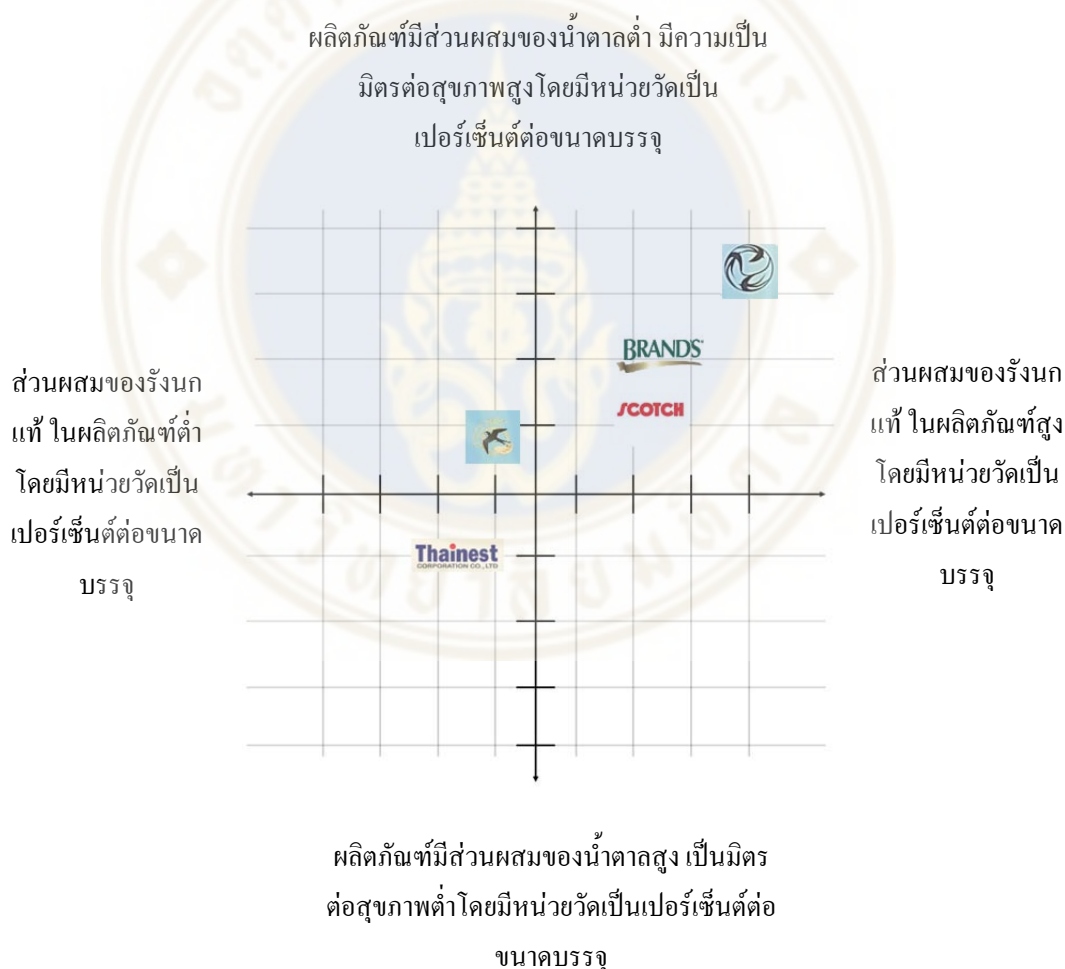 ผลิตภัณฑ์มีส่วนผสมของน้ำตาลต่ำ มีความเป็น
มิตรต่อสุขภาพสูงโดยมีหน่วยวัดเป็น
เปอร์เซ็นต์ต่อขนาดบรรจุ
BRAND'S
SCOTCH
ส่วนผสมของรังนก
แท้ ในผลิตภัณฑ์ต่ำ
โดยมีหน่วยวัดเป็น
เปอร์เซ็นต์ต่อขนาด
บรรจุ
ส่วนผสมของรังนก
แท้ ในผลิตภัณฑ์สูง
โดยมีหน่วยวัดเป็น
เปอร์เซ็นต์ต่อขนาด
บรรจุ
Thainest
CORPORATION CO.,LTD
ผลิตภัณฑ์มีส่วนผสมของน้ำตาลสูง เป็นมิตร
ต่อสุขภาพต่ำโดยมีหน่วยวัดเป็นเปอร์เซ็นต์ต่อ
ขนาดบรรจุ